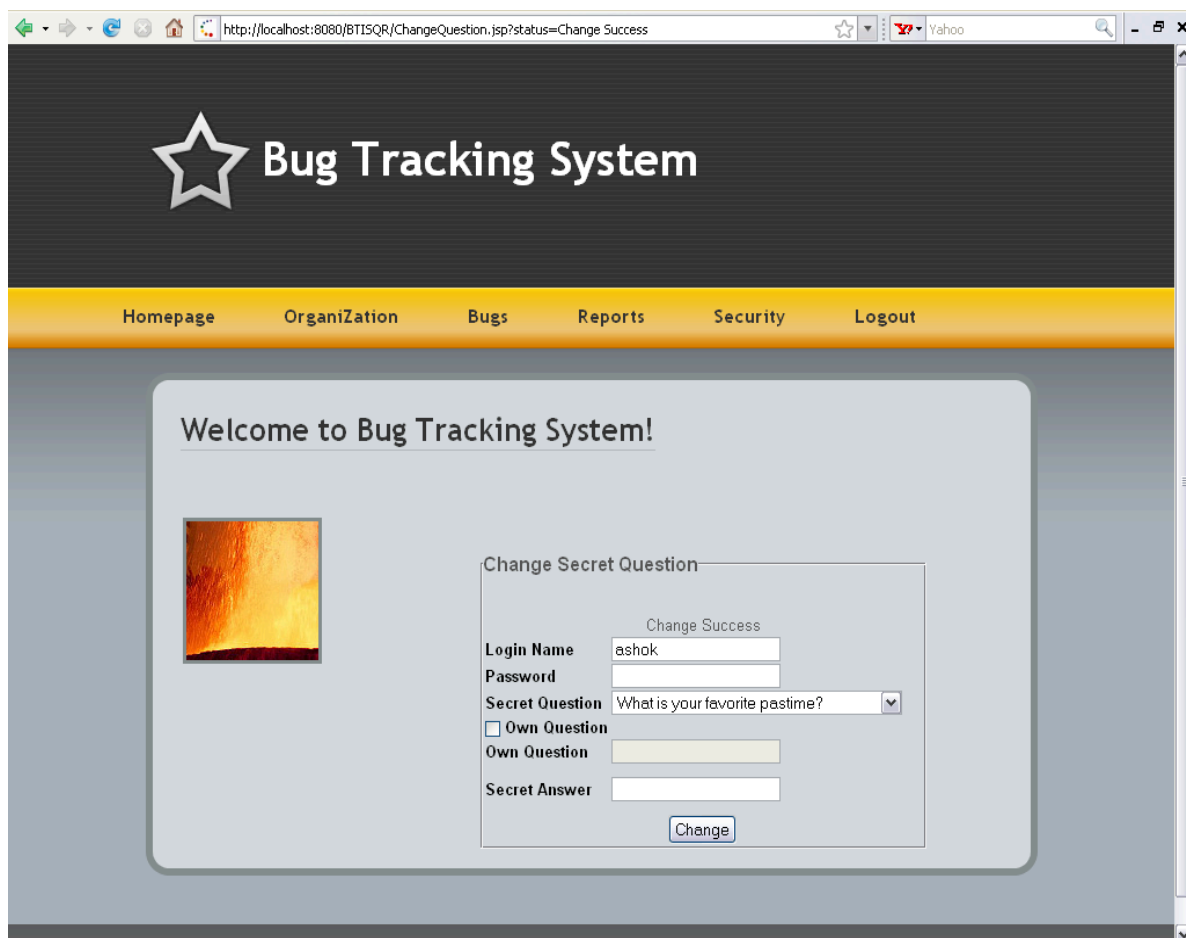 http://localhost:8080/BTISQR/ChangeQuestion.jsp?status=Change Success
Yahoo
Bug Tracking System
Homepage OrganiZation Bugs Reports Security Logout
Welcome to Bug Tracking System!
Change Secret Question
Change Success
Login Name ashok
Password
Secret Question What is your favorite pastime?
Own Question
Own Question
Secret Answer
Change